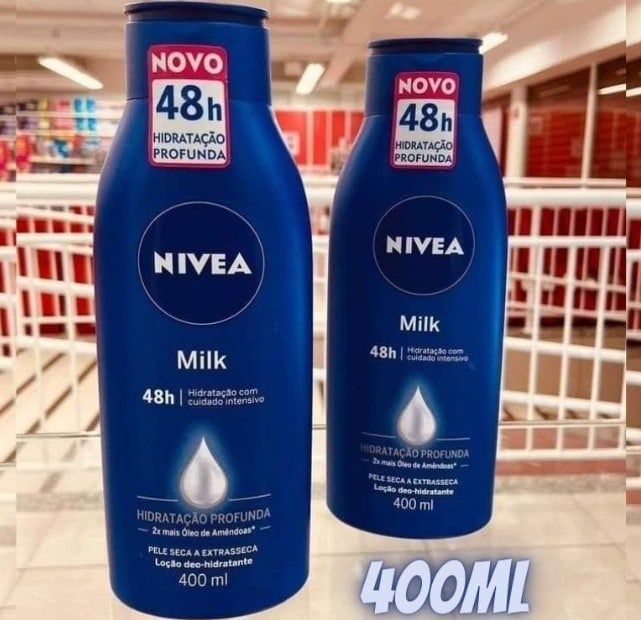 NOVO
48h
HIDRATAÇÃO
PROFUNDA
NIVEA
Milk
48h | Hidratação com
cuidado intensivo
HIDRATAÇÃO PROFUNDA
2x mais Óleo de Amêndoas*
PELE SECA A EXTRASSECA
Loção deo-hidratante
400 ml
NOVO
48h
HIDRATAÇÃO
PROFUNDA
NIVEA
Milk
48h | Hidratação com
cuidado intensivo
HIDRATAÇÃO PROFUNDA
2x mais Óleo de Amêndoas*
PELE SECA A EXTRASSECA
Loção deo-hidratante
400 ml
400ML